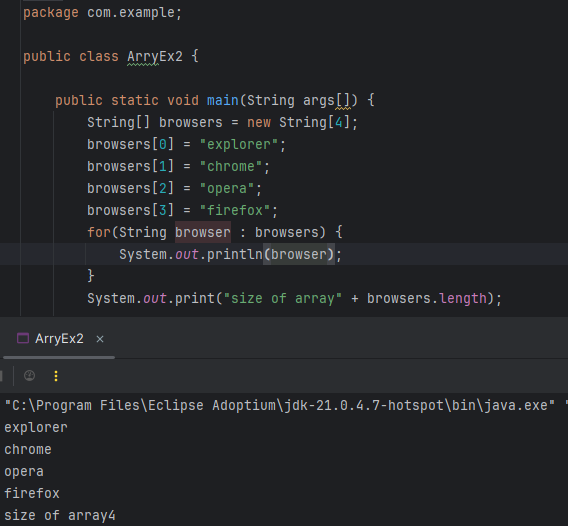 package com.example;
public class ArryEx2 {
public static void main(String args[]) {
String[] browsers = new String[4];
browsers[0] = "explorer";
browsers[1] = "chrome";
browsers[2] = "opera";
browsers[3] = "firefox";
for(String browser : browsers) {
System.out.println(browser);
}
System.out.print("size of array" + browsers.length);
ArryEx2 ×
"C:\Program Files\Eclipse Adoptium\jdk-21.0.4.7-hotspot\bin\java.exe" "
explorer
chrome
opera
firefox
size of array4